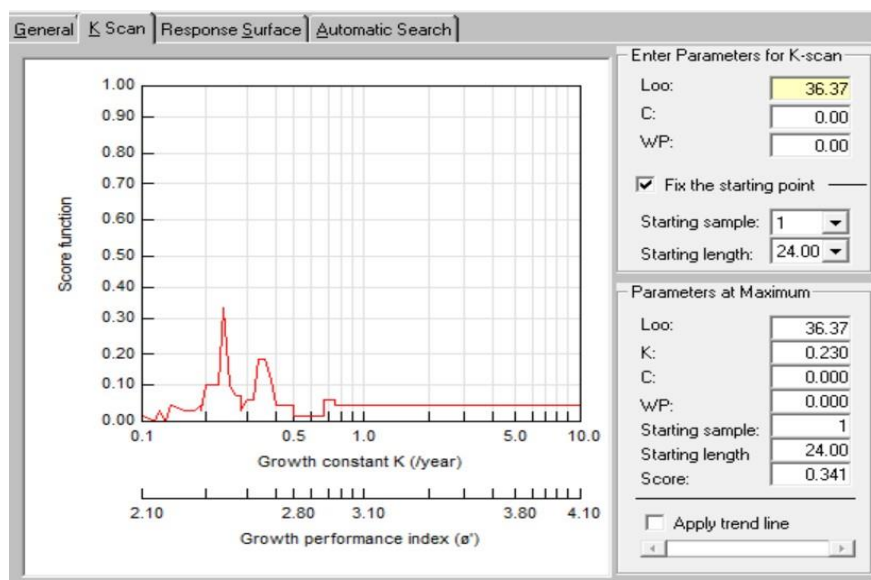 General K Scan Response Surface Automatic Search
Score function
1.00
0.90
0.80
0.70
0.60
0.50
0.40
0.30
0.20
0.10
0.00
0.1 0.5 1.0 5.0 10.0
Growth constant K (/year)
2.10 2.80 3.10 3.80 4.10
Growth performance index (ø')
Enter Parameters for K-scan
Loo: 36.37
C: 0.00
WP: 0.00
Fix the starting point
Starting sample: 1
Starting length: 24.00
Parameters at Maximum
Loo: 36.37
K: 0.230
C: 0.000
WP: 0.000
Starting sample: 1
Starting length 24.00
Score: 0.341
Apply trend line